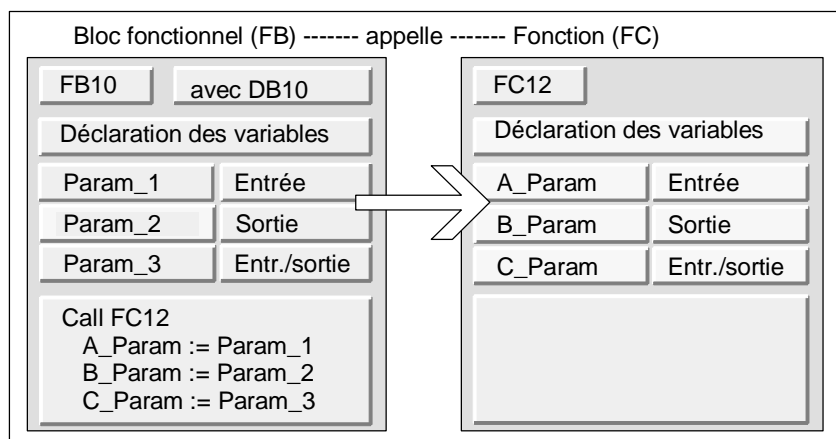 Bloc fonctionnel (FB) ------- appelle ------- Fonction (FC)
FB10
avec DB10
Déclaration des variables
Param_1
Entrée
Param_2
Sortie
Param_3
Entr./sortie
Call FC12
A_Param := Param_1
B_Param := Param_2
C_Param := Param_3
FC12
Déclaration des variables
A_Param
Entrée
B_Param
Sortie
C_Param
Entr./sortie